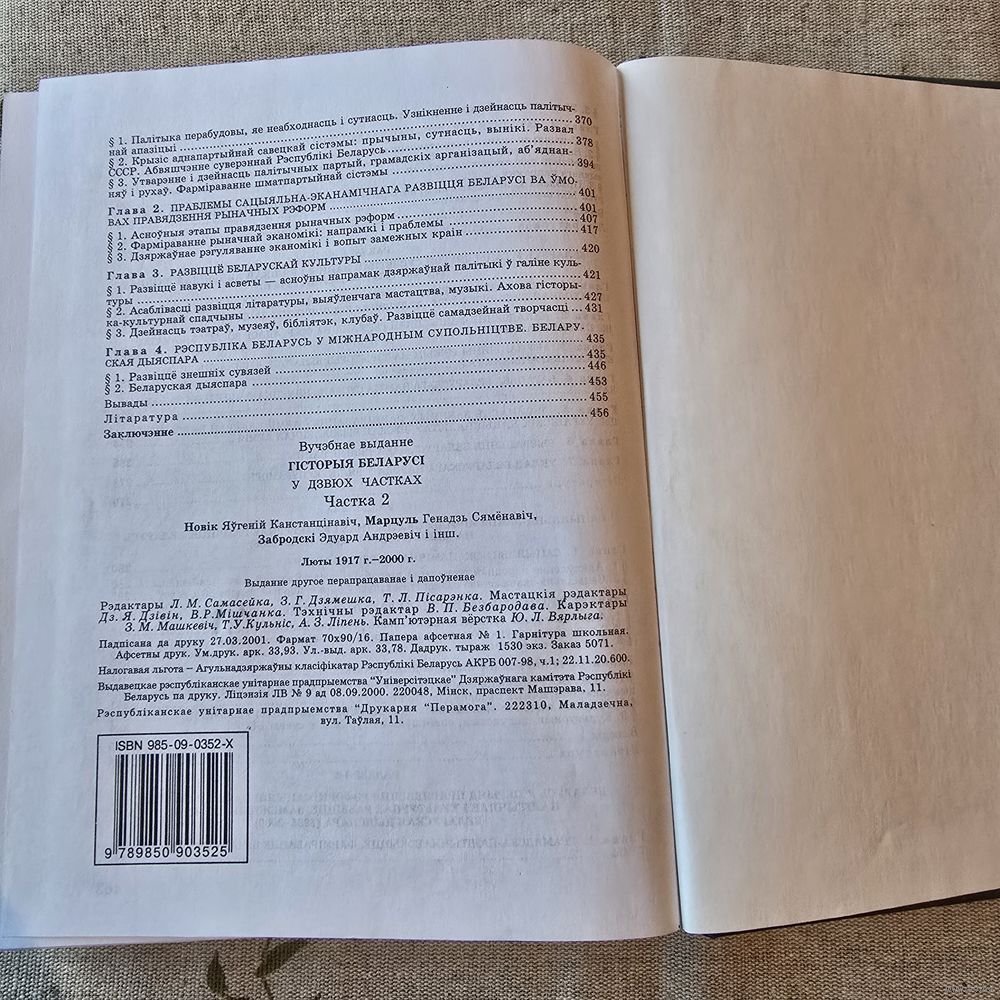 § 1. Палітыка перабудовы, яе неабходнасць і сутнасць. Узнікненне і дзейнасць палітыч-
най апазіцыі 370
§ 2. Крызіс аднапартыйнай савецкай сістэмы: прычыны, сутнасць, вынікі. Развал
СССР. Абвяшчэнне суверэннай Рэспублікі Беларусь 378
§ 3. Утварэнне і дзейнасць палітычных партый, грамадскіх арганізацый, аб’яднан-
няў і рухаў. Фарміраванне шматпартыйнай сістэмы 394
Глава 2. ПРАБЛЕМЫ САЦЫЯЛЬНА-ЭКАНАМІЧНАГА РАЗВІЦЦЯ БЕЛАРУСІ ВА ЎМО-
ВАХ ПРАВЯДЗЕННЯ РЫНАЧНЫХ РЭФОРМ 401
§ 1. Асноўныя этапы правядзення рыначных рэформ 401
§ 2. Фарміраванне рыначнай эканомікі: напрамкі і праблемы 407
§ 3. Дзяржаўнае рэгуляванне эканомікі і вопыт замежных краін 417
Глава 3. РАЗВІЦЦЁ БЕЛАРУСКАЙ КУЛЬТУРЫ 420
§ 1. Развіццё навукі і асветы — асноўны напрамак дзяржаўнай палітыкі ў галіне куль-
туры 421
§ 2. Асаблівасці развіцця літаратуры, выяўленчага мастацтва, музыкі. Ахова гісторы-
ка-культурнай спадчыны 427
§ 3. Дзейнасць тэатраў, музеяў, бібліятэк, клубаў. Развіццё самадзейнай творчасці 431
Глава 4. РЭСПУБЛІКА БЕЛАРУСЬ У МІЖНАРОДНЫМ СУПОЛЬНІЦТВЕ. БЕЛАРУ-
СКАЯ ДЫЯСПАРА 435
§ 1. Развіццё знешніх сувязей 435
§ 2. Беларуская дыяспара 446
Вывады 453
Літаратура 455
Заключэнне 456
Вучэбнае выданне
ГІСТОРЫЯ БЕЛАРУСІ
У ДЗВЮХ ЧАСТКАХ
Частка 2
Новік Яўгеній Канстанцінавіч, Марцуль Генадзь Сямёнавіч,
Забродскі Эдуард Андрэевіч і інш.
Люты 1917 г.–2000 г.
Выданне другое перапрацаванае і дапоўненае
Рэдактары Л. М. Самасейка, З. Г. Дзямешка, Т. Л. Пісарэнка. Мастацкія рэдактары
Дз. Я. Дзівін, В.Р. Мішчанка. Тэхнічны рэдактар В. П. Безбародава. Карэктары
З. М. Машкевіч, Т.У.Кульніс, А. З. Ліпень. Камп’ютэрная вёрстка Ю. Л. Вярлыга.
Падпісана да друку 27.03.2001. Фармат 70x90/16. Папера афсетная № 1. Гарнітура школьная.
Афсетны друк. Ум.друк арк. 33,93. Ул.-выд. арк. 33,78. Дадрук. тыраж 1530 экз. Заказ 5071.
Налогавая льгота – Агульнадзяржаўны класіфікатар Рэспублікі Беларусь АКРБ 007-98, ч.1; 22.11.20.600.
Выдавецкае рэспубліканскае унітарнае прадпрыемства “Універсітэцкае” Дзяржаўнага камітэта Рэспублікі
Беларусь па друку. Ліцэнзія ЛВ № 9 ад 08.09.2000. 220048, Мінск, праспект Машэрава, 11.
Рэспубліканскае унітарнае прадпрыемства “Друкарня “Перамога”. 222310, Маладзечна,
вул. Таўлая, 11.
ISBN 985-09-0352-X
9 789850 903525